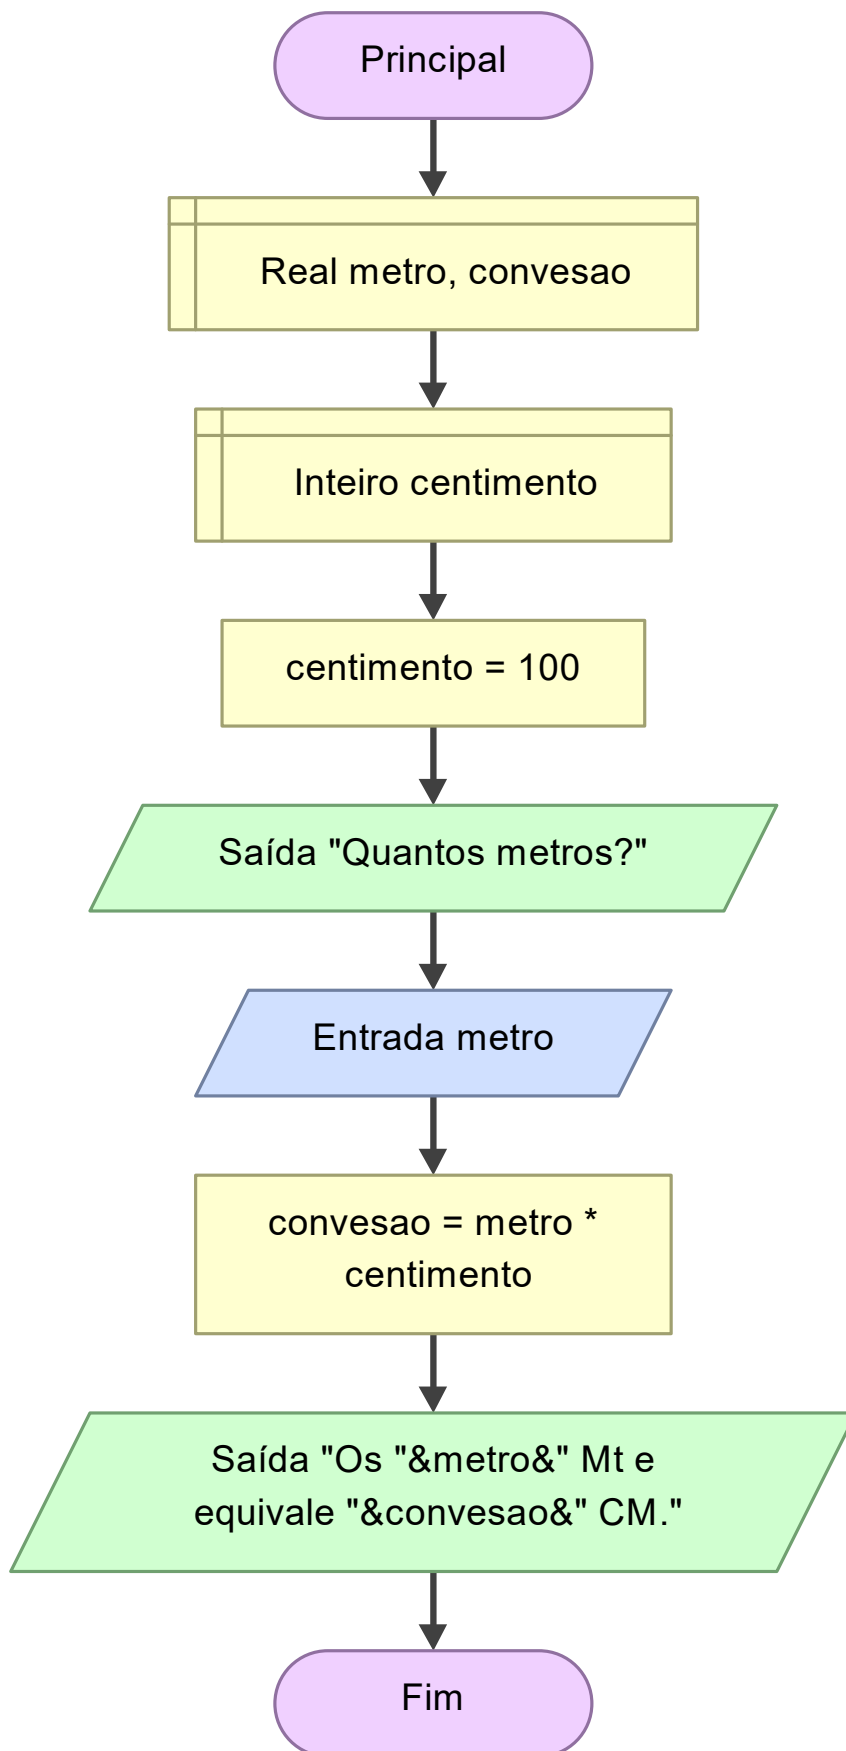 Principal
Real metro, convesao
Inteiro centimento
centimento = 100
Saída "Quantos metros?"
Entrada metro
convesao = metro *
centimento
Saída "Os "&metro&" Mt e
equivale "&convesao&" CM."
Fim